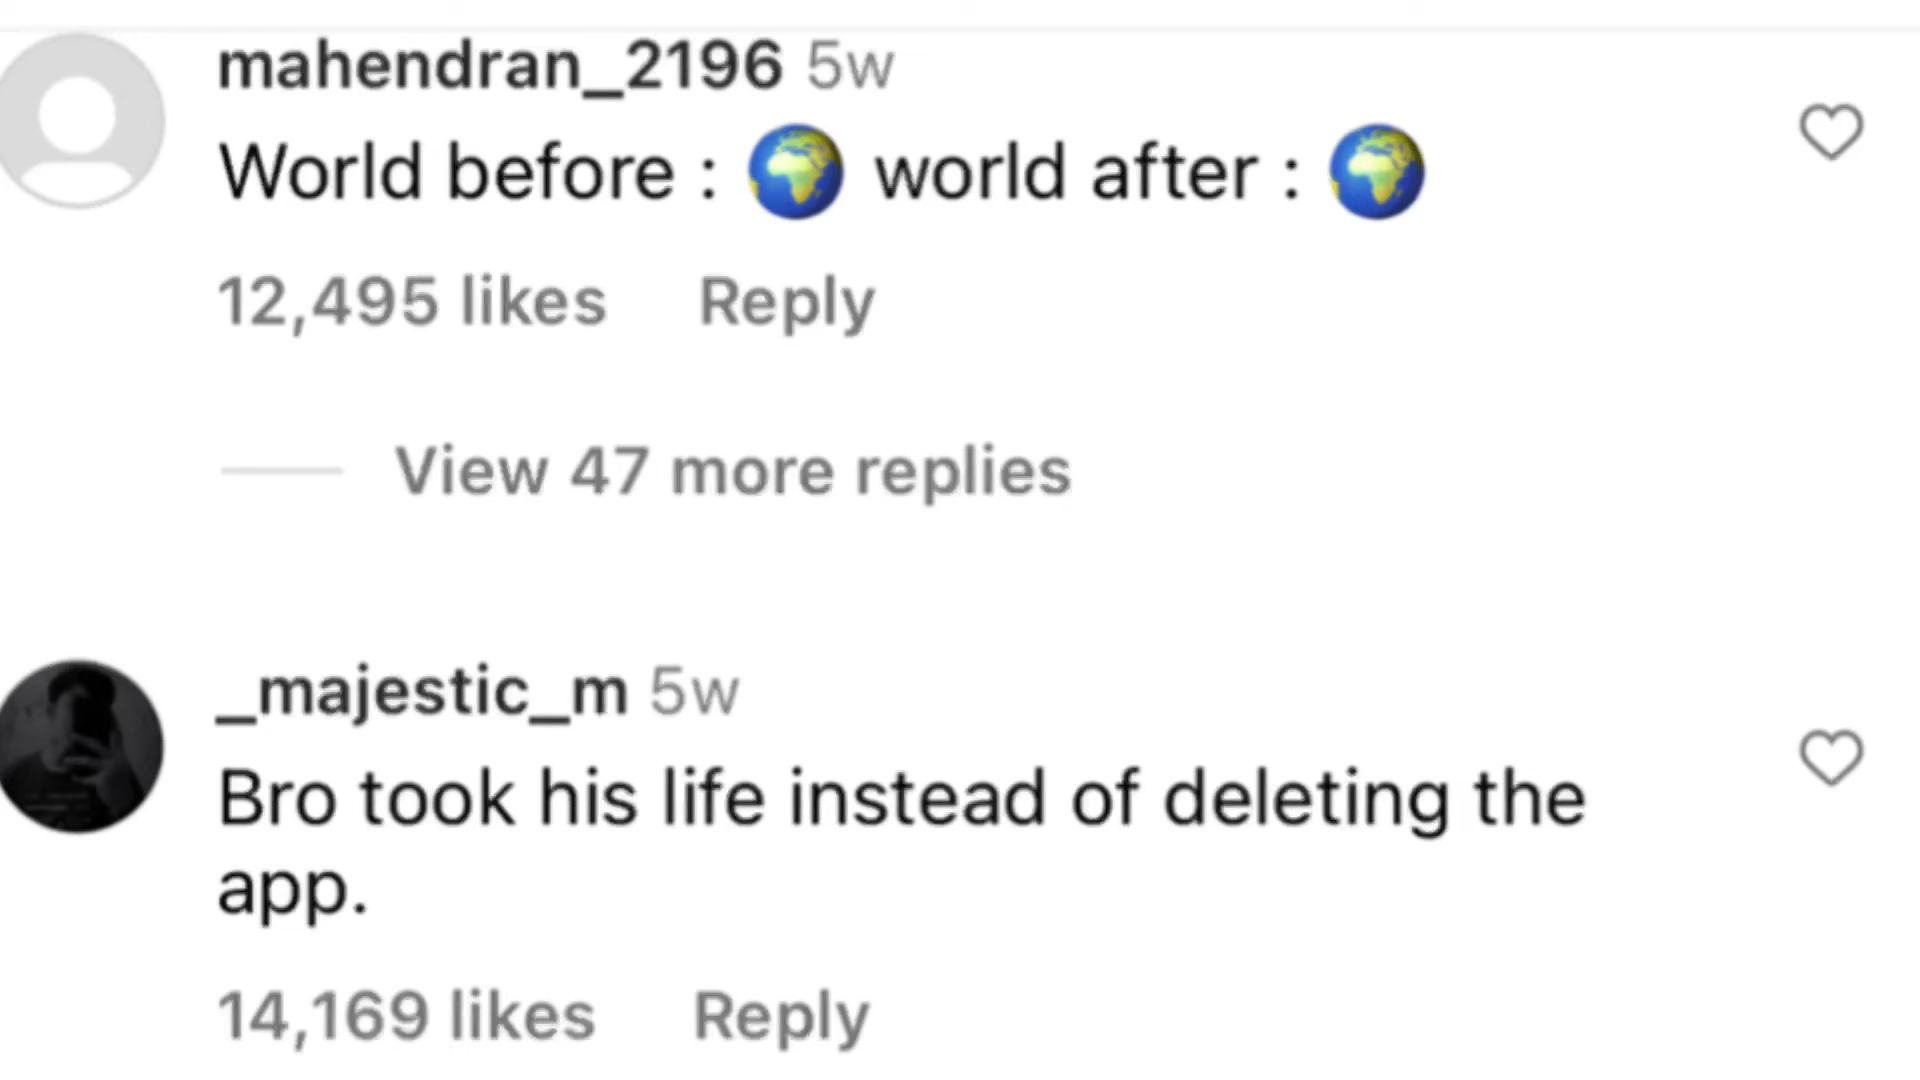 mahendran_2196 5w
World before : 🌍 world after : 🌍
12,495 likes Reply
View 47 more replies
_majestic_m 5w
Bro took his life instead of deleting the
app.
14,169 likes Reply